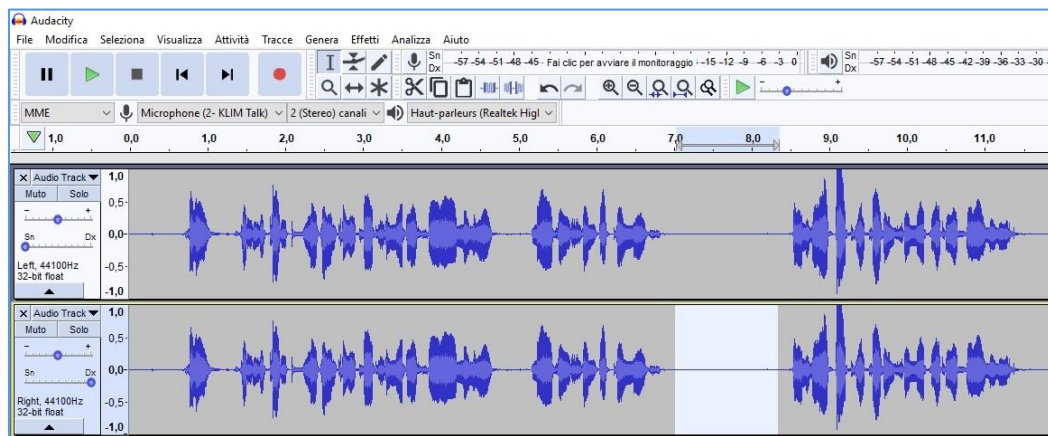 Audacity
File Modifica Seleziona Visualizza Attività Tracce Genera Effetti Analizza Aiuto
Sn Dx -57 -54 -51 -48 -45 Fai clic per avviare il monitoraggio -15 -12 -9 -6 -3 0 Sn Dx -57 -54 -51 -48 -45 -42 -39 -36 -33 -30
- +
MME Microphone (2- KLIM Talk) 2 (Stereo) canali Haut-parleurs (Realtek Higl
1,0 0,0 1,0 2,0 3,0 4,0 5,0 6,0 7,0 8,0 9,0 10,0 11,0
X Audio Track 1,0
Muto Solo
0,5-
- +
0,0-
Sn Dx
Left, 44100Hz
-0,5-
32-bit float
-1,0
X Audio Track 1,0
Muto Solo
0,5-
- +
0,0-
Sn Dx
Right, 44100Hz
-0,5-
32-bit float
-1,0